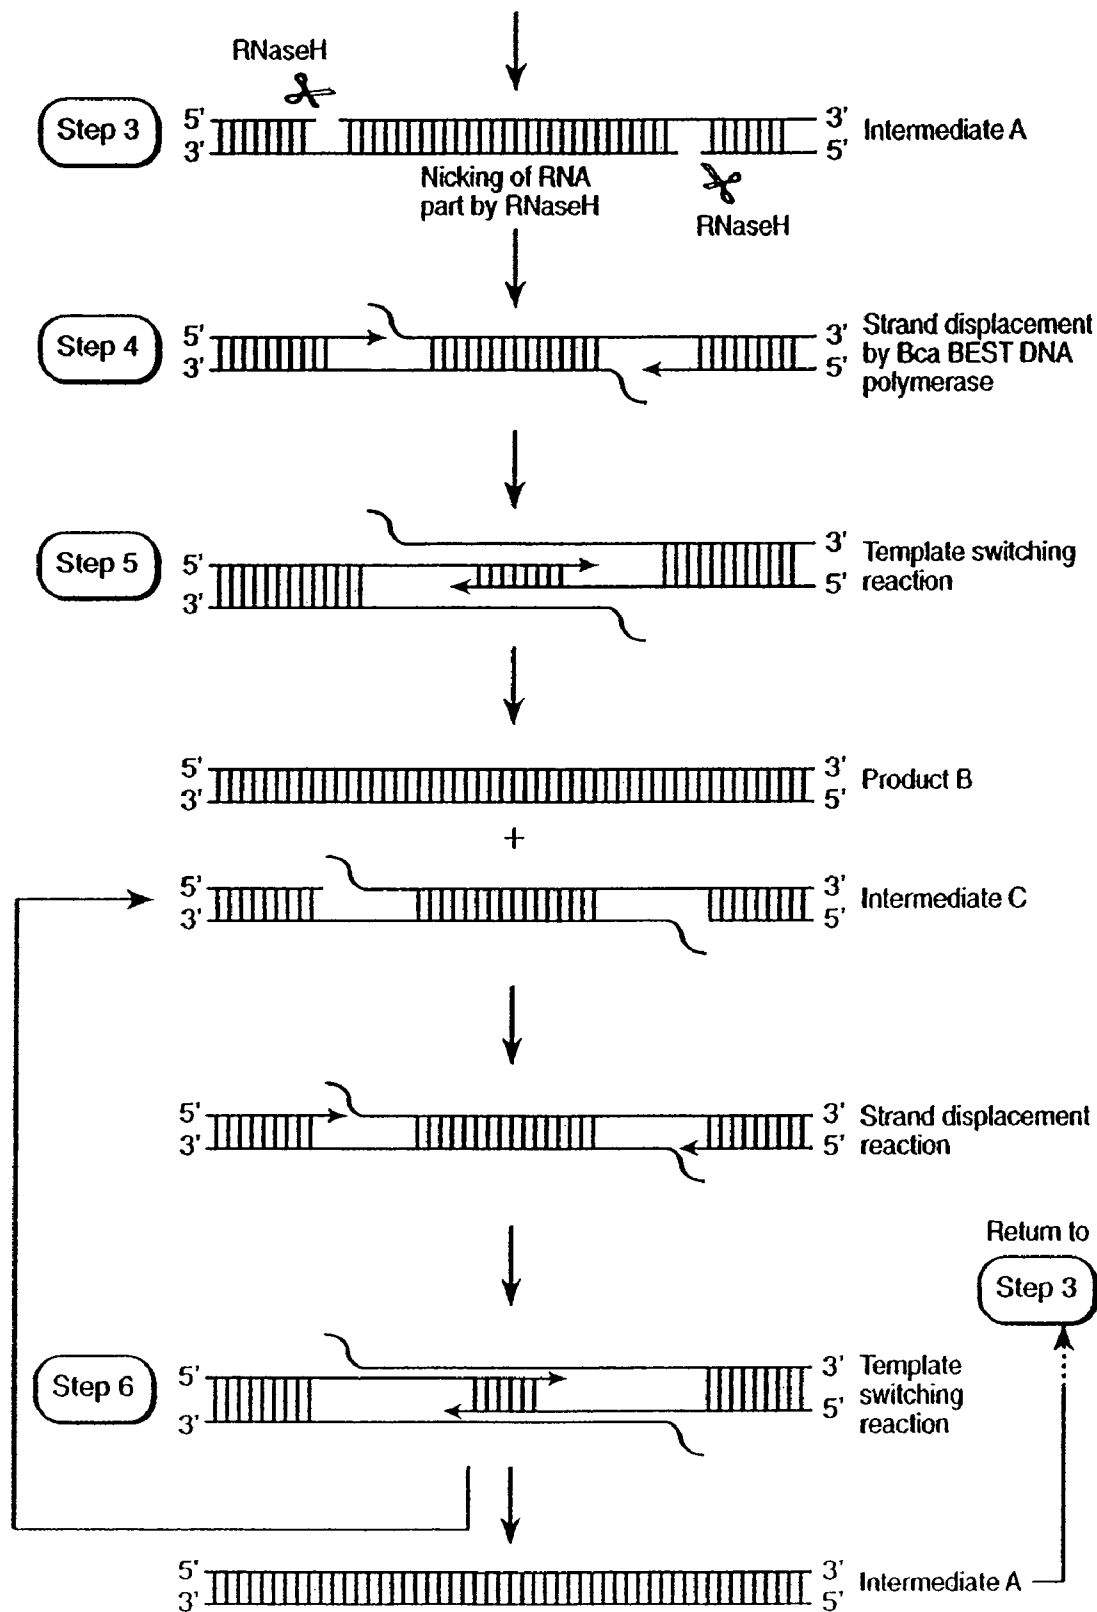 RNaseH
Step 3
5' 3'
3' 5'
Intermediate A
Nicking of RNA
part by RNaseH
RNaseH
Step 4
5' 3'
3' 5'
Strand displacement
by Bca BEST DNA
polymerase
Step 5
3'
5'
5'
3'
Template switching
reaction
5' 3'
3' 5'
Product B
+
5' 3'
3' 5'
Intermediate C
5' 3'
3' 5'
Strand displacement
reaction
Return to
Step 3
Step 6
3'
5'
5'
3'
Template
switching
reaction
5' 3'
3' 5'
Intermediate A